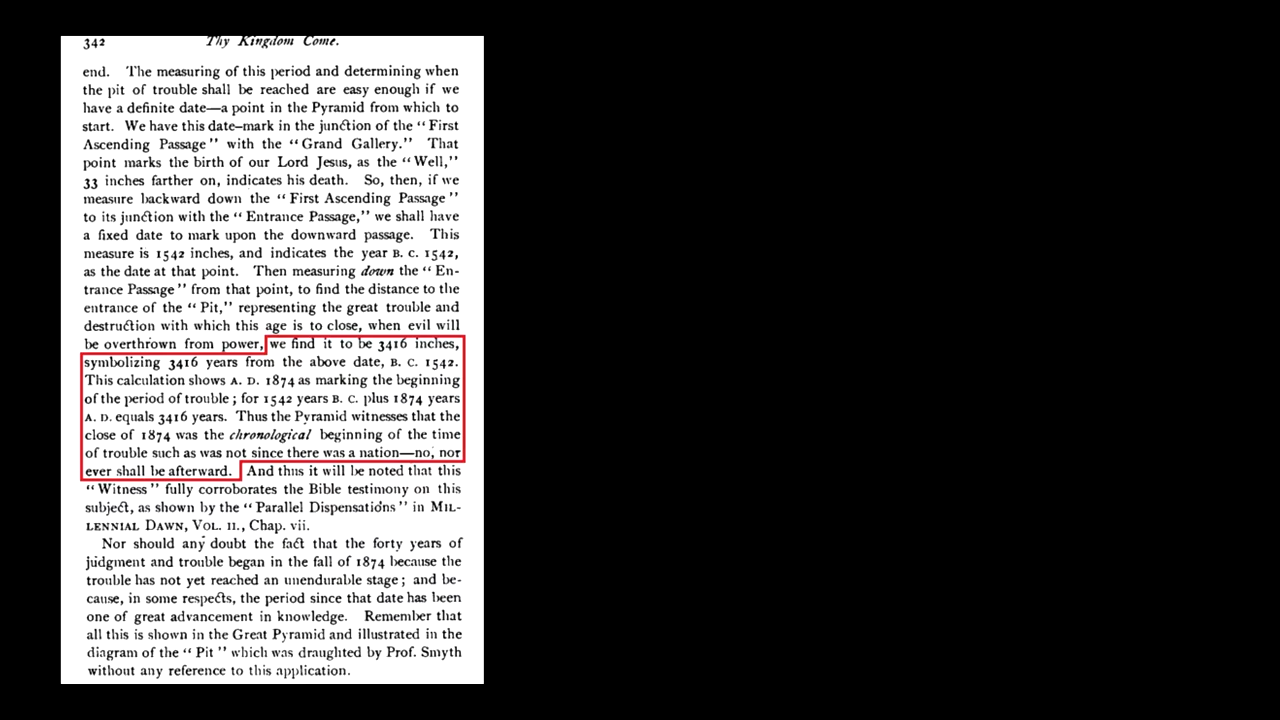 342 Thy Kingdom Come.
end. The measuring of this period and determining when
the pit of trouble shall be reached are easy enough if we
have a definite date—a point in the Pyramid from which to
start. We have this date–mark in the junction of the “First
Ascending Passage” with the “Grand Gallery.” That
point marks the birth of our Lord Jesus, as the “Well,”
33 inches farther on, indicates his death. So, then, if we
measure backward down the “First Ascending Passage”
to its junction with the “Entrance Passage,” we shall have
a fixed date to mark upon the downward passage. This
measure is 1542 inches, and indicates the year B. C. 1542,
as the date at that point. Then measuring down the “En-
trance Passage” from that point, to find the distance to the
entrance of the “Pit,” representing the great trouble and
destruction with which this age is to close, when evil will
be overthrown from power, we find it to be 3416 inches,
symbolizing 3416 years from the above date, B. C. 1542.
This calculation shows A. D. 1874 as marking the beginning
of the period of trouble; for 1542 years B. C. plus 1874 years
A. D. equals 3416 years. Thus the Pyramid witnesses that the
close of 1874 was the chronological beginning of the time
of trouble such as was not since there was a nation—no, nor
ever shall be afterward. And thus it will be noted that this
“Witness” fully corroborates the Bible testimony on this
subject, as shown by the “Parallel Dispensations” in MIL-
LENNIAL DAWN, VOL. II., Chap. vii.
Nor should any doubt the fact that the forty years of
judgment and trouble began in the fall of 1874 because the
trouble has not yet reached an unendurable stage; and be-
cause, in some respects, the period since that date has been
one of great advancement in knowledge. Remember that
all this is shown in the Great Pyramid and illustrated in the
diagram of the “Pit” which was draughted by Prof. Smyth
without any reference to this application.